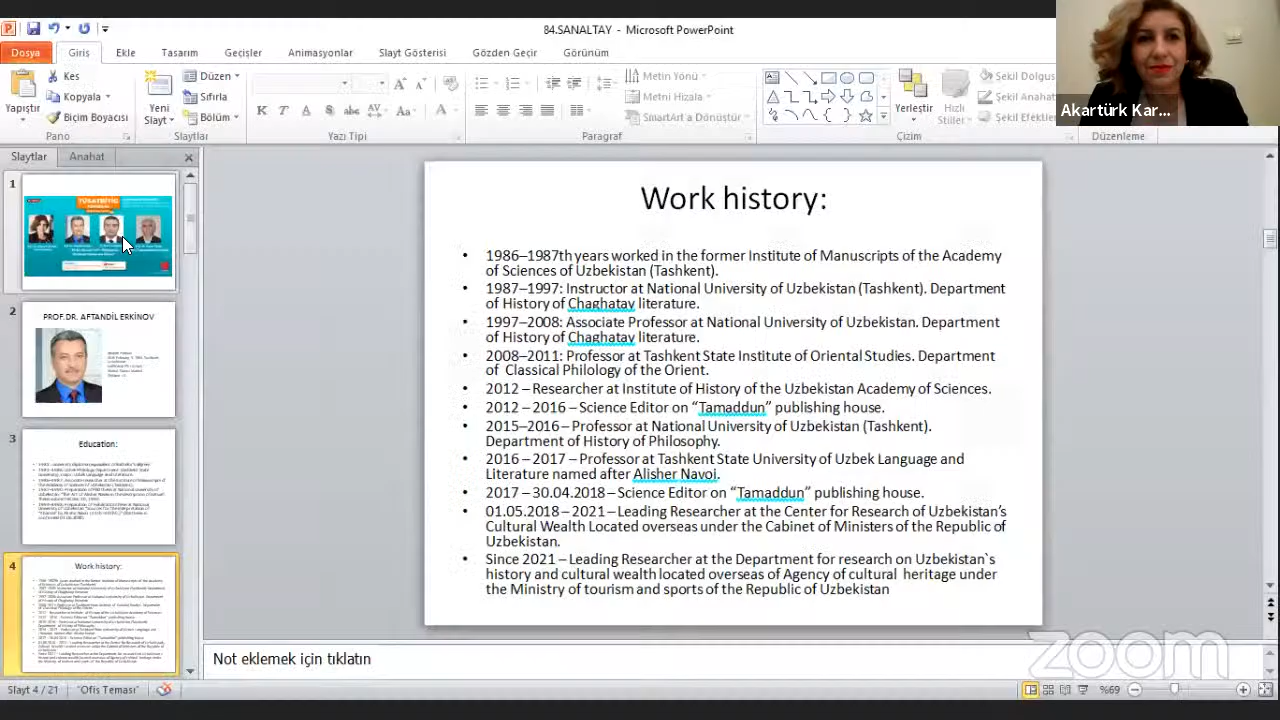 84.SANALTAY - Microsoft PowerPoint
Dosya Giriş Ekle Tasarım Geçişler Animasyonlar Slayt Gösterisi Gözden Geçir Görünüm
Yapıştır
Kes
Kopyala
Biçim Boyacısı
Pano
Yeni Slayt
Düzen
Sıfırla
Bölüm
Slaytlar
K T A S abc AV Aa A
Yazı Tipi
Metin Yönü
Metni Hizala
SmartArt'a Dönüştür
Paragraf
Yerleştir
Hızlı Stiller
Şekil Dolgus
Şekil Anahat
Şekil Efektler
Çizim
Düzenleme
Akartürk Kar...
Slaytlar Anahat
1
2
PROF.DR. AFTANDİL ERKİNOV
3
Education:
4
Work history:
Work history:
• 1986–1987th years worked in the former Institute of Manuscripts of the Academy
of Sciences of Uzbekistan (Tashkent).
• 1987–1997: Instructor at National University of Uzbekistan (Tashkent). Department
of History of Chaghatay literature.
• 1997–2008: Associate Professor at National University of Uzbekistan. Department
of History of Chaghatay literature.
• 2008–2011: Professor at Tashkent State Institute of Oriental Studies. Department
of Classical Philology of the Orient.
• 2012 – Researcher at Institute of History of the Uzbekistan Academy of Sciences.
• 2012 – 2016 – Science Editor on “Tamaddun” publishing house.
• 2015–2016 – Professor at National University of Uzbekistan (Tashkent).
Department of History of Philosophy.
• 2016 – 2017 – Professor at Tashkent State University of Uzbek Language and
Literature named after Alisher Navoi.
• 2017 – 30.04.2018 – Science Editor on “Tamaddun” publishing house.
• 01.05.2018 – 2021 – Leading Researcher at the Center for Research of Uzbekistan’s
Cultural Wealth Located overseas under the Cabinet of Ministers of the Republic of
Uzbekistan.
• Since 2021 – Leading Researcher at the Department for research on Uzbekistan`s
history and cultural wealth located overseas of Agency of cultural heritage under
the Ministry of tourism and sports of the Republic of Uzbekistan
Not eklemek için tıklatın
zoom
Slayt 4 / 21 "Ofis Teması" %69